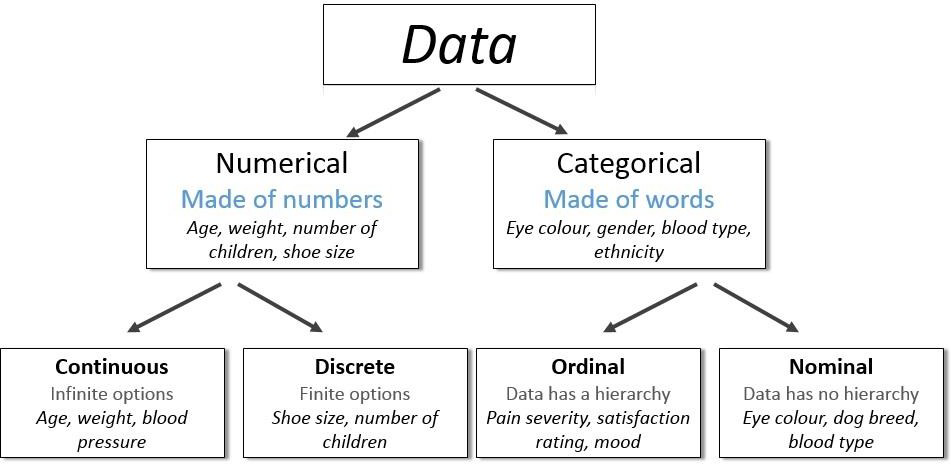 Data
Numerical
Made of numbers
Age, weight, number of
children, shoe size
Categorical
Made of words
Eye colour, gender, blood type,
ethnicity
Continuous
Infinite options
Age, weight, blood
pressure
Discrete
Finite options
Shoe size, number of
children
Ordinal
Data has a hierarchy
Pain severity, satisfaction
rating, mood
Nominal
Data has no hierarchy
Eye colour, dog breed,
blood type